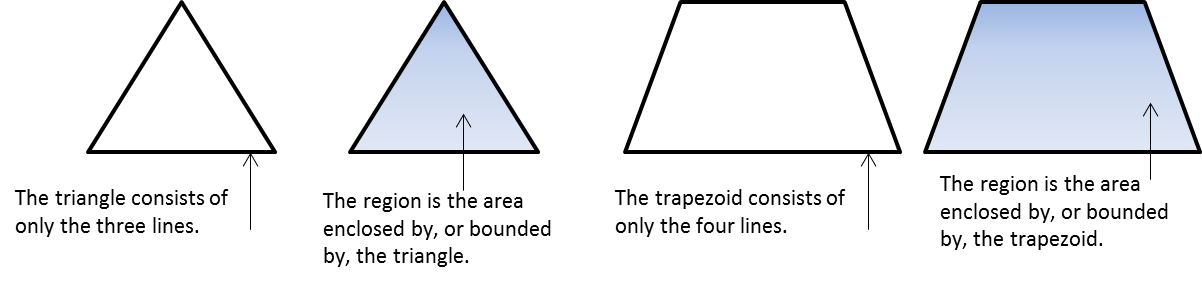 The triangle consists of
only the three lines.
The region is the area
enclosed by, or bounded
by, the triangle.
The trapezoid consists of
only the four lines.
The region is the area
enclosed by, or bounded
by, the trapezoid.